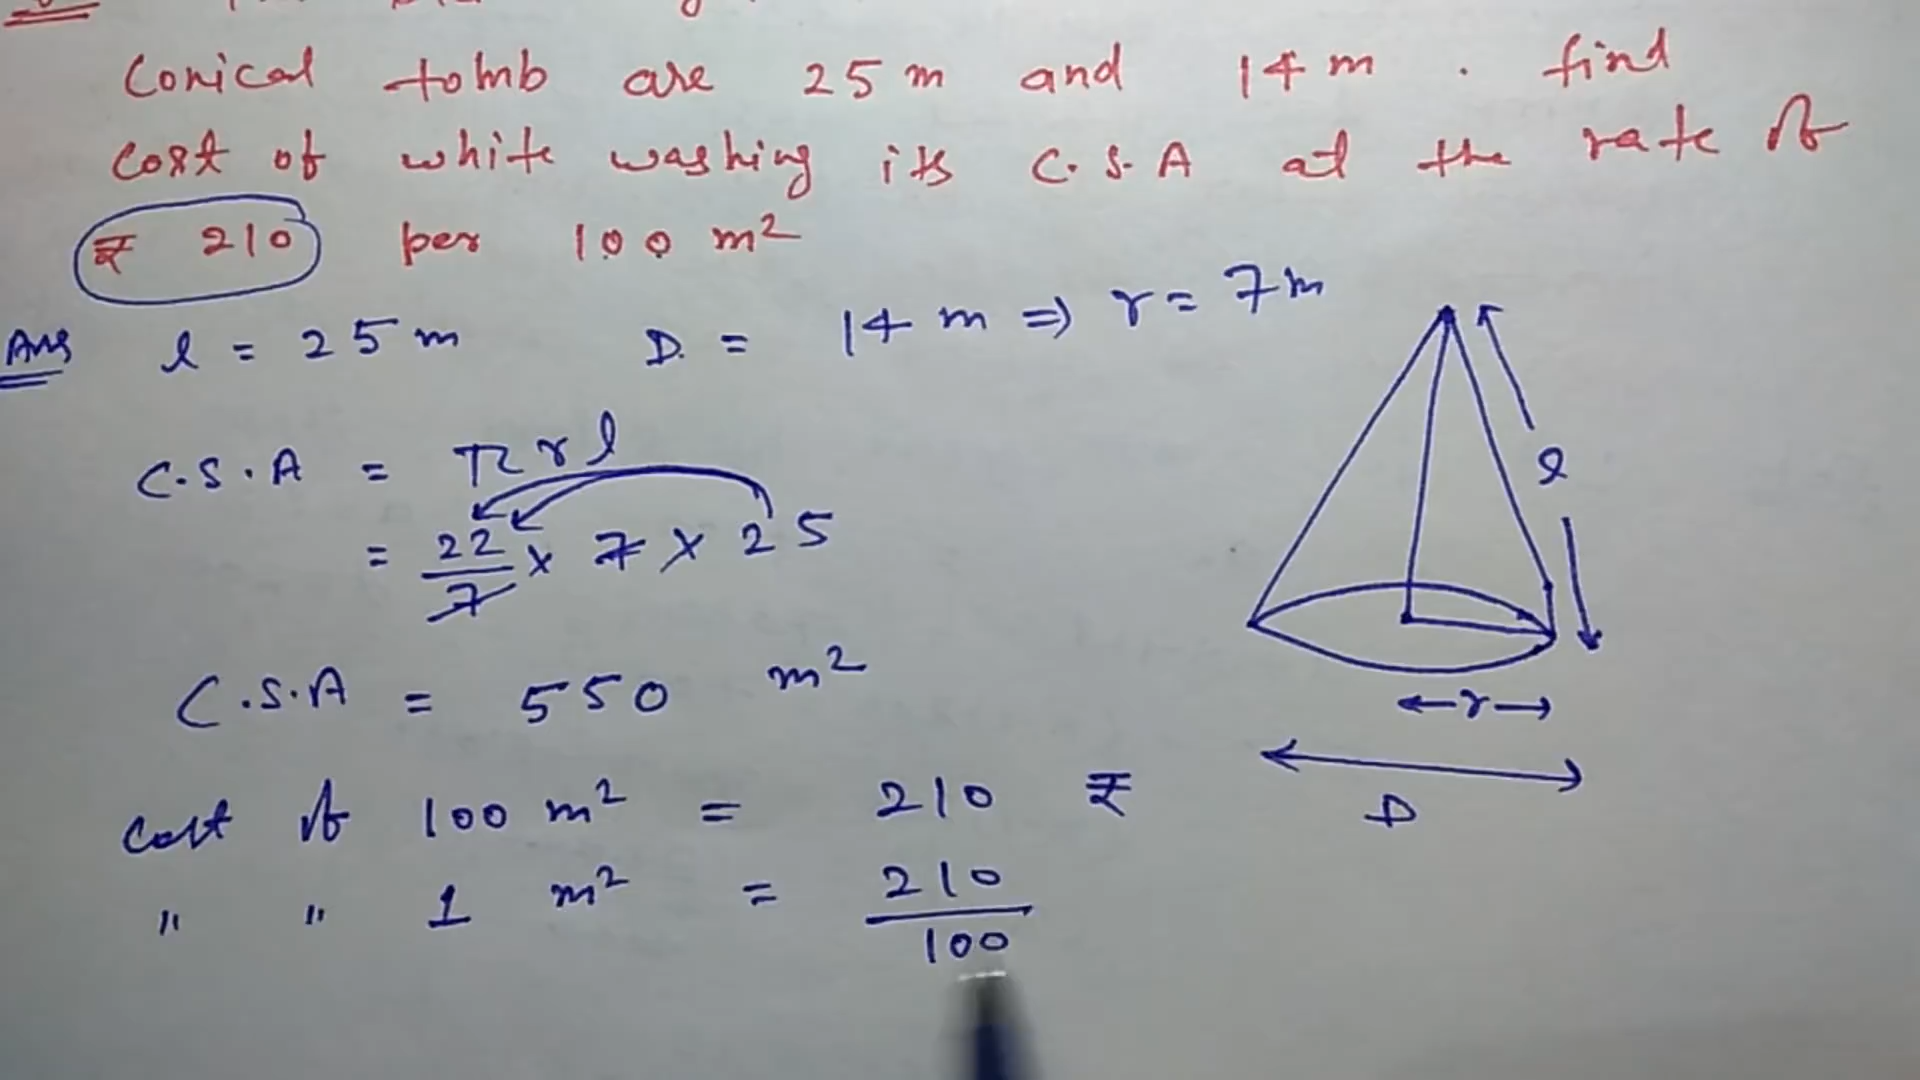 Conical tomb are 25 m and 14 m . find
cost of white washing its C.S.A at the rate of
₹ 210 per 100 m²
Ans l = 25 m D. = 14 m ⇒ r = 7 m
C.S.A = πrl
= 22/7 × 7 × 25
C.S.A = 550 m²
cost of 100 m² = 210 ₹
" " 1 m² = 210/100
l
r
D